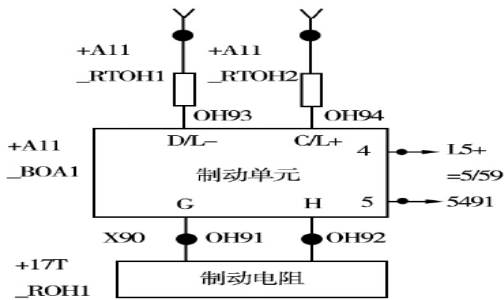 +A11 +A11
_RTOH1 _RTOH2
OH93 OH94
D/L− C/L+
+A11 4 L5+
_BOA1 制动单元 =5/59
G H 5 5491
X90 OH91 OH92
+17T
_ROH1 制动电阻